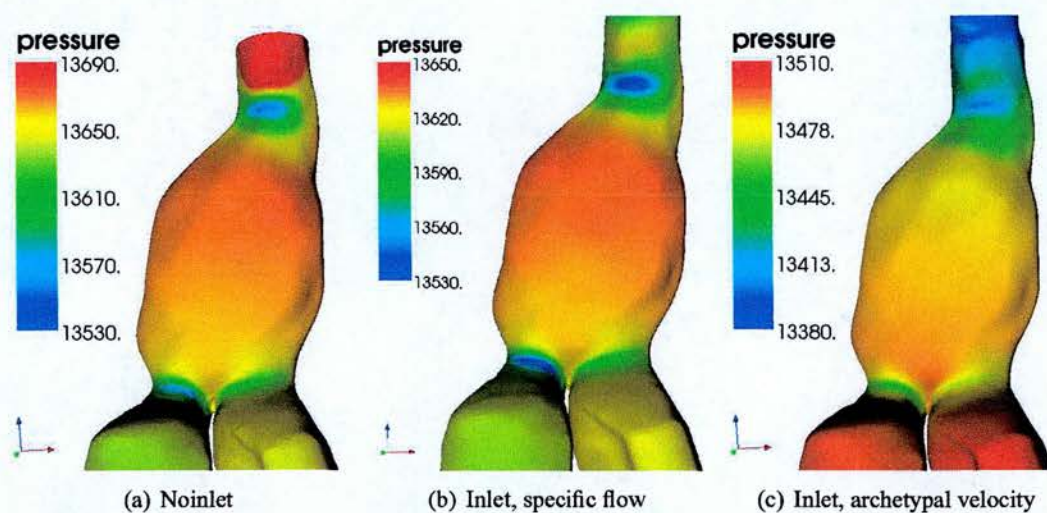 pressure
13690.
13650.
13610.
13570.
13530.
pressure
13650.
13620.
13590.
13560.
13530.
pressure
13510.
13478.
13445.
13413.
13380.
(a) Noinlet
(b) Inlet, specific flow
(c) Inlet, archetypal velocity